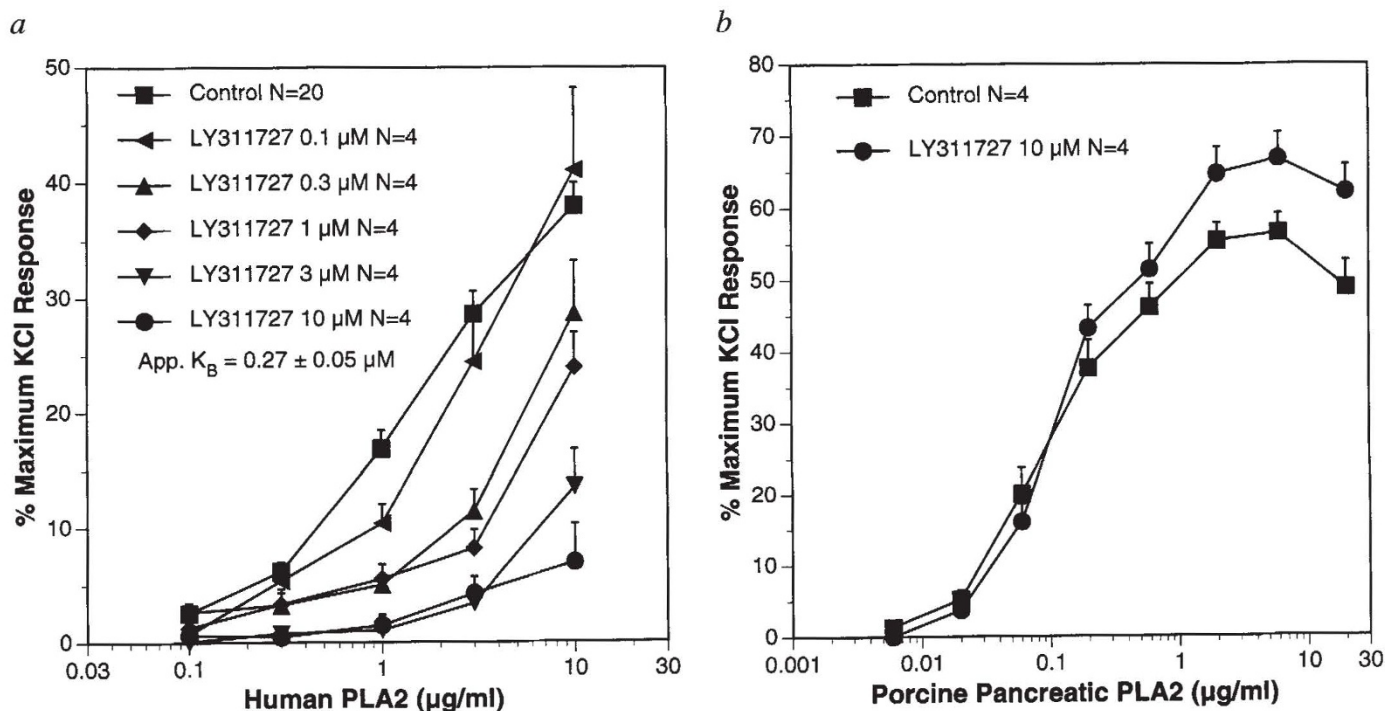 a
50
40
30
20
10
0
% Maximum KCl Response
Control N=20
LY311727 0.1 µM N=4
LY311727 0.3 µM N=4
LY311727 1 µM N=4
LY311727 3 µM N=4
LY311727 10 µM N=4
App. K_B = 0.27 ± 0.05 µM
0.03 0.1 1 10 30
Human PLA2 (µg/ml)
b
80
70
60
50
40
30
20
10
0
% Maximum KCl Response
Control N=4
LY311727 10 µM N=4
0.001 0.01 0.1 1 10 30
Porcine Pancreatic PLA2 (µg/ml)